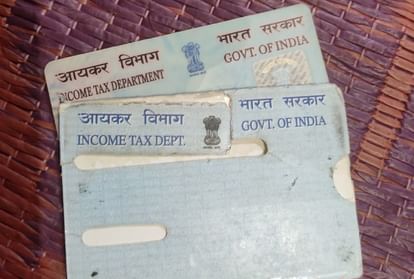 आयकर विभाग
INCOME TAX DEPARTMENT
भारत सरकार
GOVT. OF INDIA
आयकर विभाग
INCOME TAX DEPT.
भारत सरकार
GOVT. OF INDIA